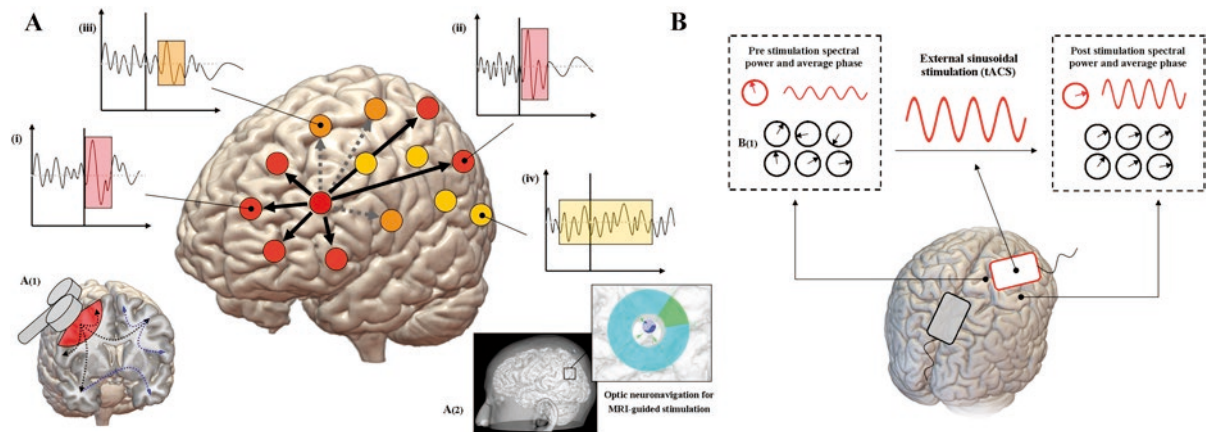 A
(iii)
(ii)
(i)
(iv)
A(1)
A(2)
Optic neuronavigation for
MRI-guided stimulation
B
Pre stimulation spectral
power and average phase
B(1)
External sinusoidal
stimulation (tACS)
Post stimulation spectral
power and average phase